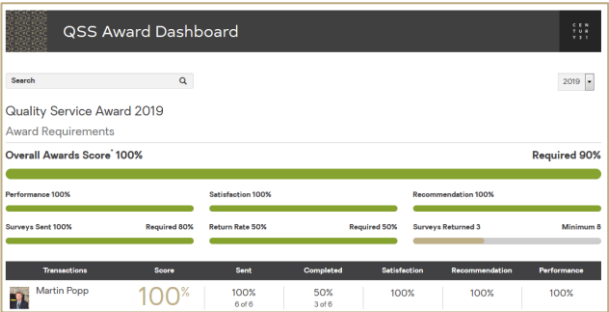 QSS Award Dashboard
CEN
TUR
Y21
Search
2019
Quality Service Award 2019
Award Requirements
Overall Awards Score* 100% Required 90%
Performance 100% Satisfaction 100% Recommendation 100%
Surveys Sent 100% Required 80% Return Rate 50% Required 50% Surveys Returned 3 Minimum 8
Transactions Score Sent Completed Satisfaction Recommendation Performance
Martin Popp 100% 100% 50% 100% 100% 100%
6 of 6 3 of 6